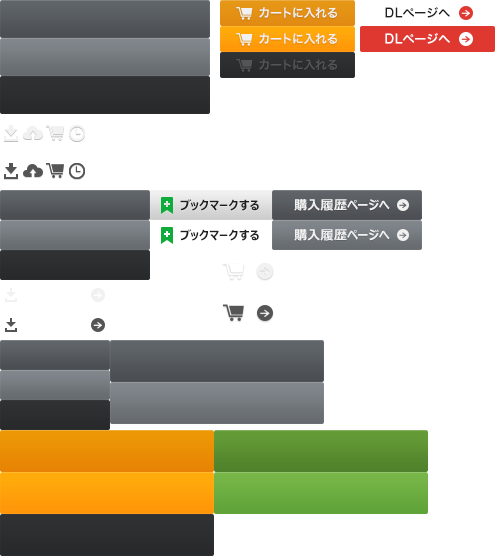 カートに入れる
DLページへ
カートに入れる
DLページへ
カートに入れる
ブックマークする
購入履歴ページへ
ブックマークする
購入履歴ページへ